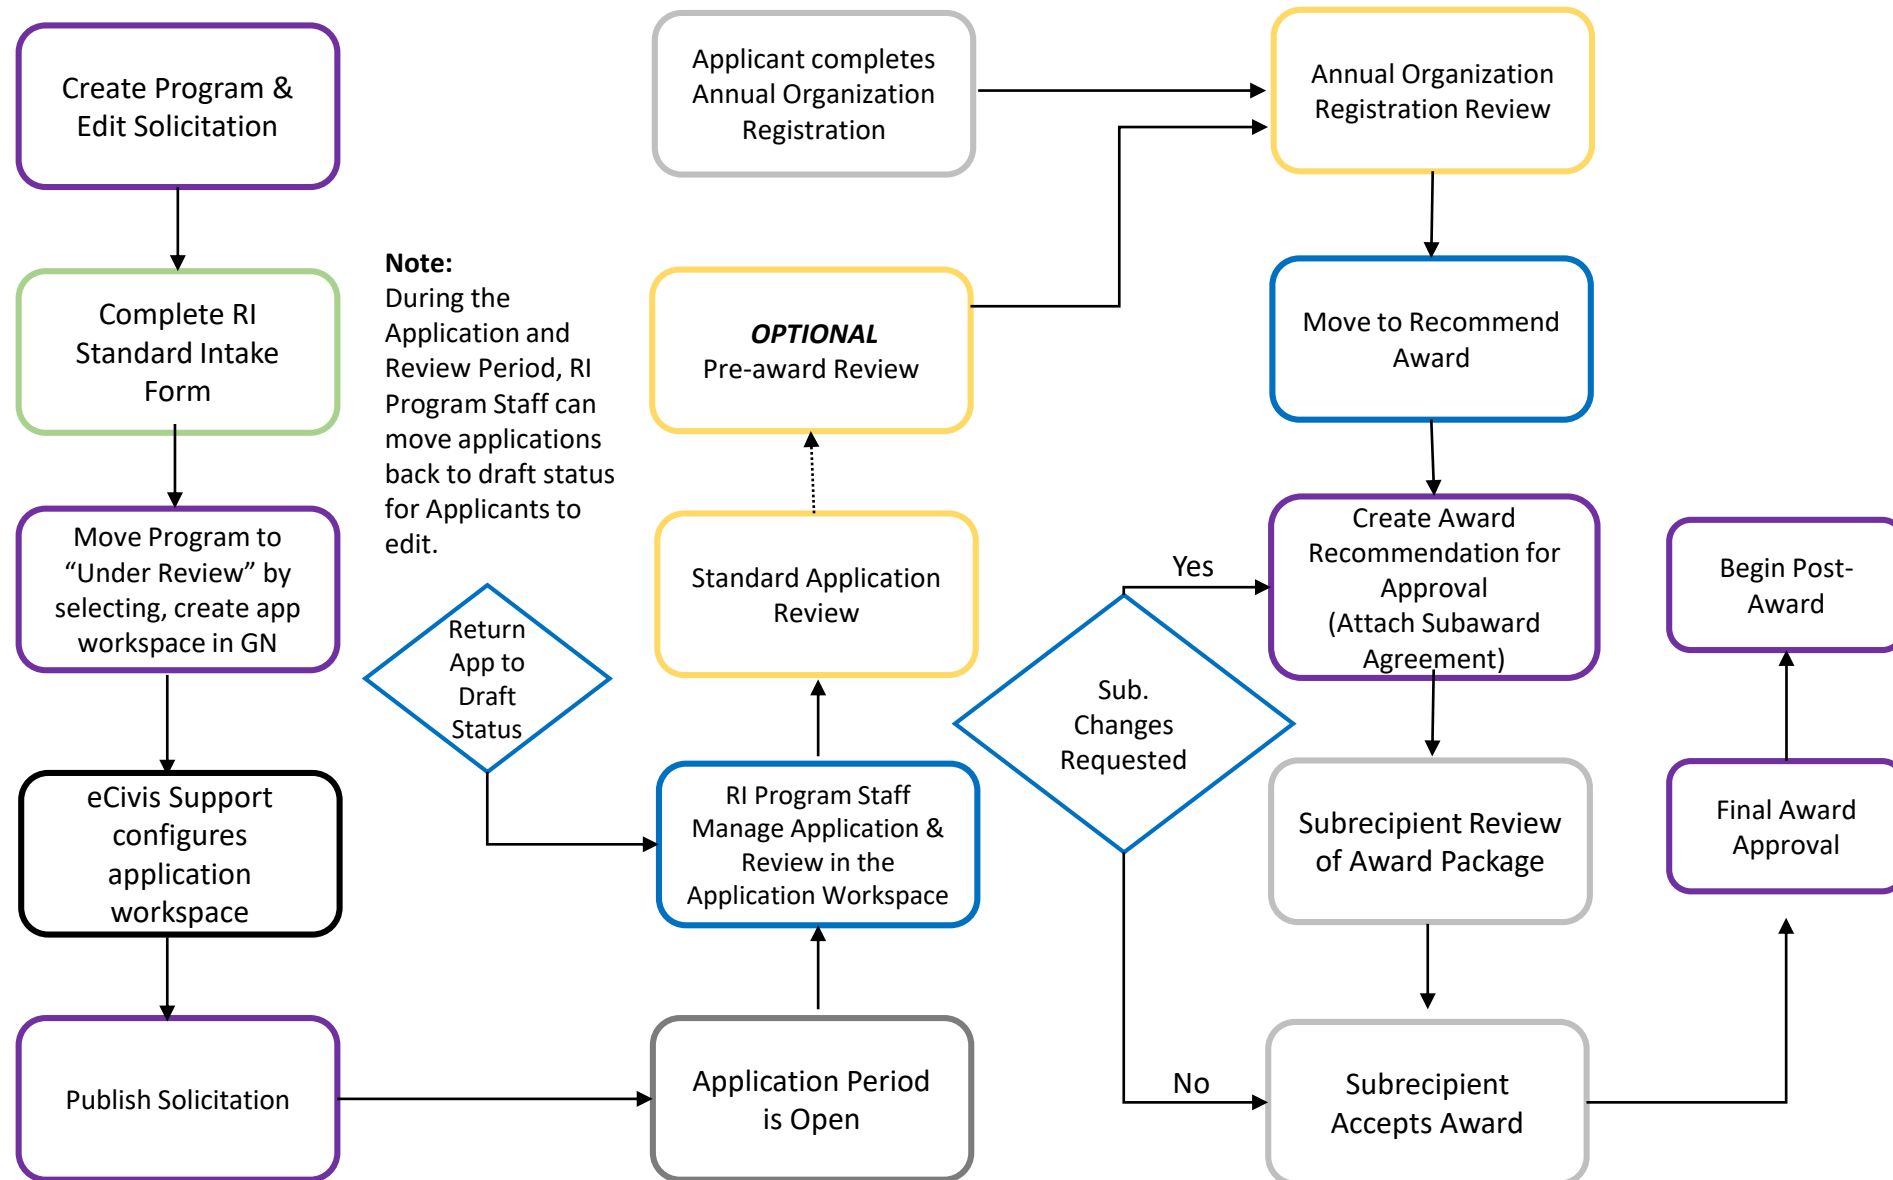 Create Program &
Edit Solicitation
Complete RI
Standard Intake
Form
Move Program to
“Under Review” by
selecting, create app
workspace in GN
eCivis Support
configures
application
workspace
Publish Solicitation
Note:
During the
Application and
Review Period, RI
Program Staff can
move applications
back to draft status
for Applicants to
edit.
Return
App to
Draft
Status
Applicant completes
Annual Organization
Registration
OPTIONAL
Pre-award Review
Standard Application
Review
RI Program Staff
Manage Application &
Review in the
Application Workspace
Application Period
is Open
Annual Organization
Registration Review
Move to Recommend
Award
Create Award
Recommendation for
Approval
(Attach Subaward
Agreement)
Yes
Sub.
Changes
Requested
No
Subrecipient Review
of Award Package
Subrecipient
Accepts Award
Begin Post-
Award
Final Award
Approval